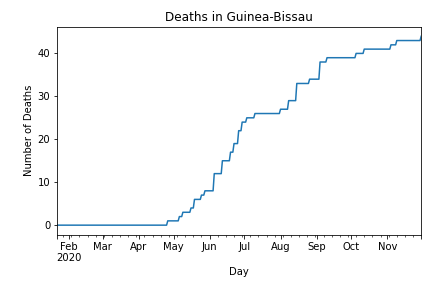 Deaths in Guinea-Bissau
Number of Deaths
40
30
20
10
0
Feb Mar Apr May Jun Jul Aug Sep Oct Nov
2020
Day